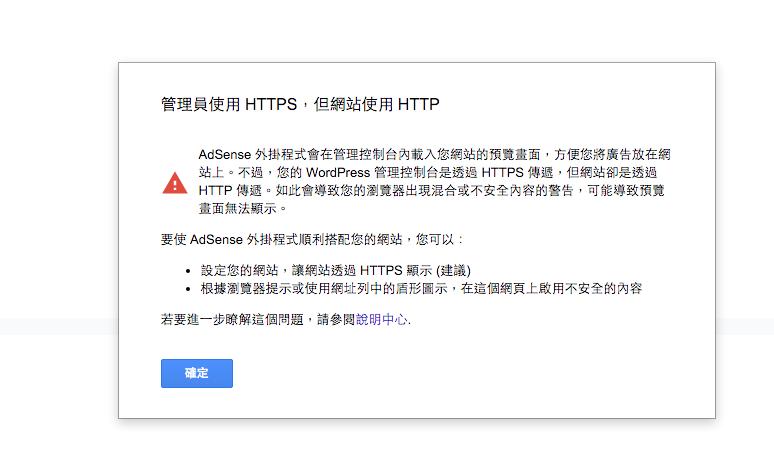 管理員使用 HTTPS，但網站使用 HTTP
AdSense 外掛程式會在管理控制台內載入您網站的預覽畫面，方便您將廣告放在網
站上。不過，您的 WordPress 管理控制台是透過 HTTPS 傳遞，但網站卻是透過
HTTP 傳遞。如此會導致您的瀏覽器出現混合或不安全內容的警告，可能導致預覽
畫面無法顯示。
要使 AdSense 外掛程式順利搭配您的網站，您可以：
• 設定您的網站，讓網站透過 HTTPS 顯示 (建議)
• 根據瀏覽器提示或使用網址列中的盾形圖示，在這個網頁上啟用不安全的內容
若要進一步瞭解這個問題，請參閱說明中心.
確定